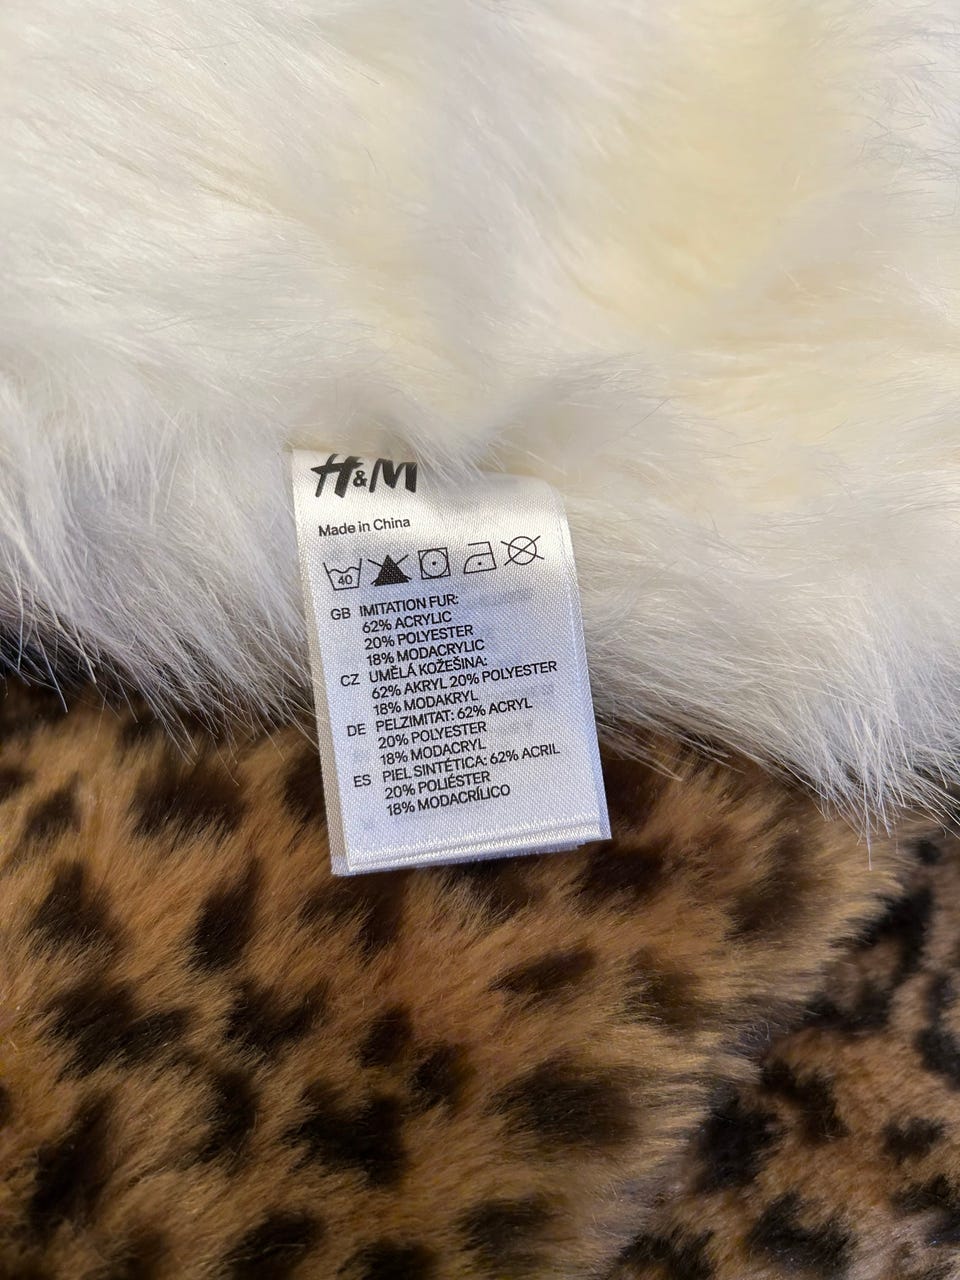 H&M
Made in China
40
GB IMITATION FUR:
62% ACRYLIC
20% POLYESTER
18% MODACRYLIC
CZ UMĚLÁ KOŽEŠINA:
62% AKRYL 20% POLYESTER
18% MODAKRYL
DE PELZIMITAT: 62% ACRYL
20% POLYESTER
18% MODACRYL
ES PIEL SINTÉTICA: 62% ACRIL
20% POLIÉSTER
18% MODACRÍLICO